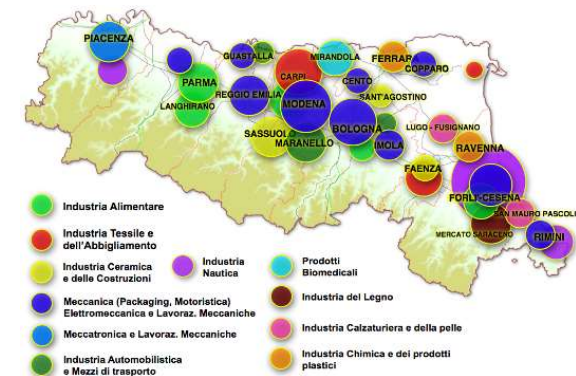 PIACENZA
GUASTALLA
MIRANDOLA
FERRARA
COPPARO
CARPI
CENTO
PARMA
REGGIO EMILIA
SANT'AGOSTINO
LANGHIRANO
MODENA
BOLOGNA
LUGO - FUSIGNANO
SASSUOLO
MARANELLO
IMOLA
RAVENNA
FAENZA
FORLI-CESENA
SAN MAURO PASCOLI
MERCATO SARACENO
RIMINI
Industria Alimentare
Industria Tessile e
dell'Abbigliamento
Industria Ceramica
e delle Costruzioni
Meccanica (Packaging, Motoristica)
Elettromeccanica e Lavoraz. Meccaniche
Meccatronica e Lavoraz. Meccaniche
Industria Automobilistica
e Mezzi di trasporto
Industria
Nautica
Prodotti
Biomedicali
Industria del Legno
Industria Calzaturiera e della pelle
Industria Chimica e dei prodotti
plastici